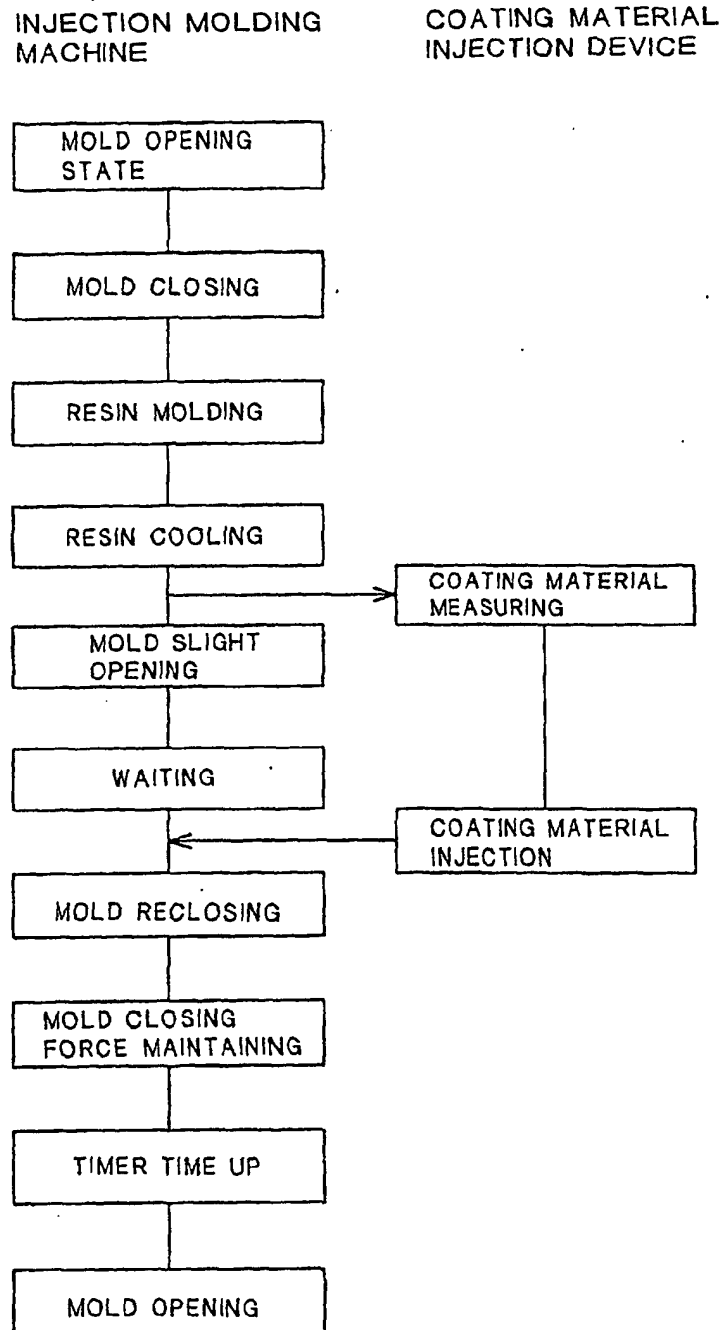 INJECTION MOLDING
MACHINE
COATING MATERIAL
INJECTION DEVICE
MOLD OPENING
STATE
MOLD CLOSING
RESIN MOLDING
RESIN COOLING
COATING MATERIAL
MEASURING
MOLD SLIGHT
OPENING
WAITING
COATING MATERIAL
INJECTION
MOLD RECLOSING
MOLD CLOSING
FORCE MAINTAINING
TIMER TIME UP
MOLD OPENING